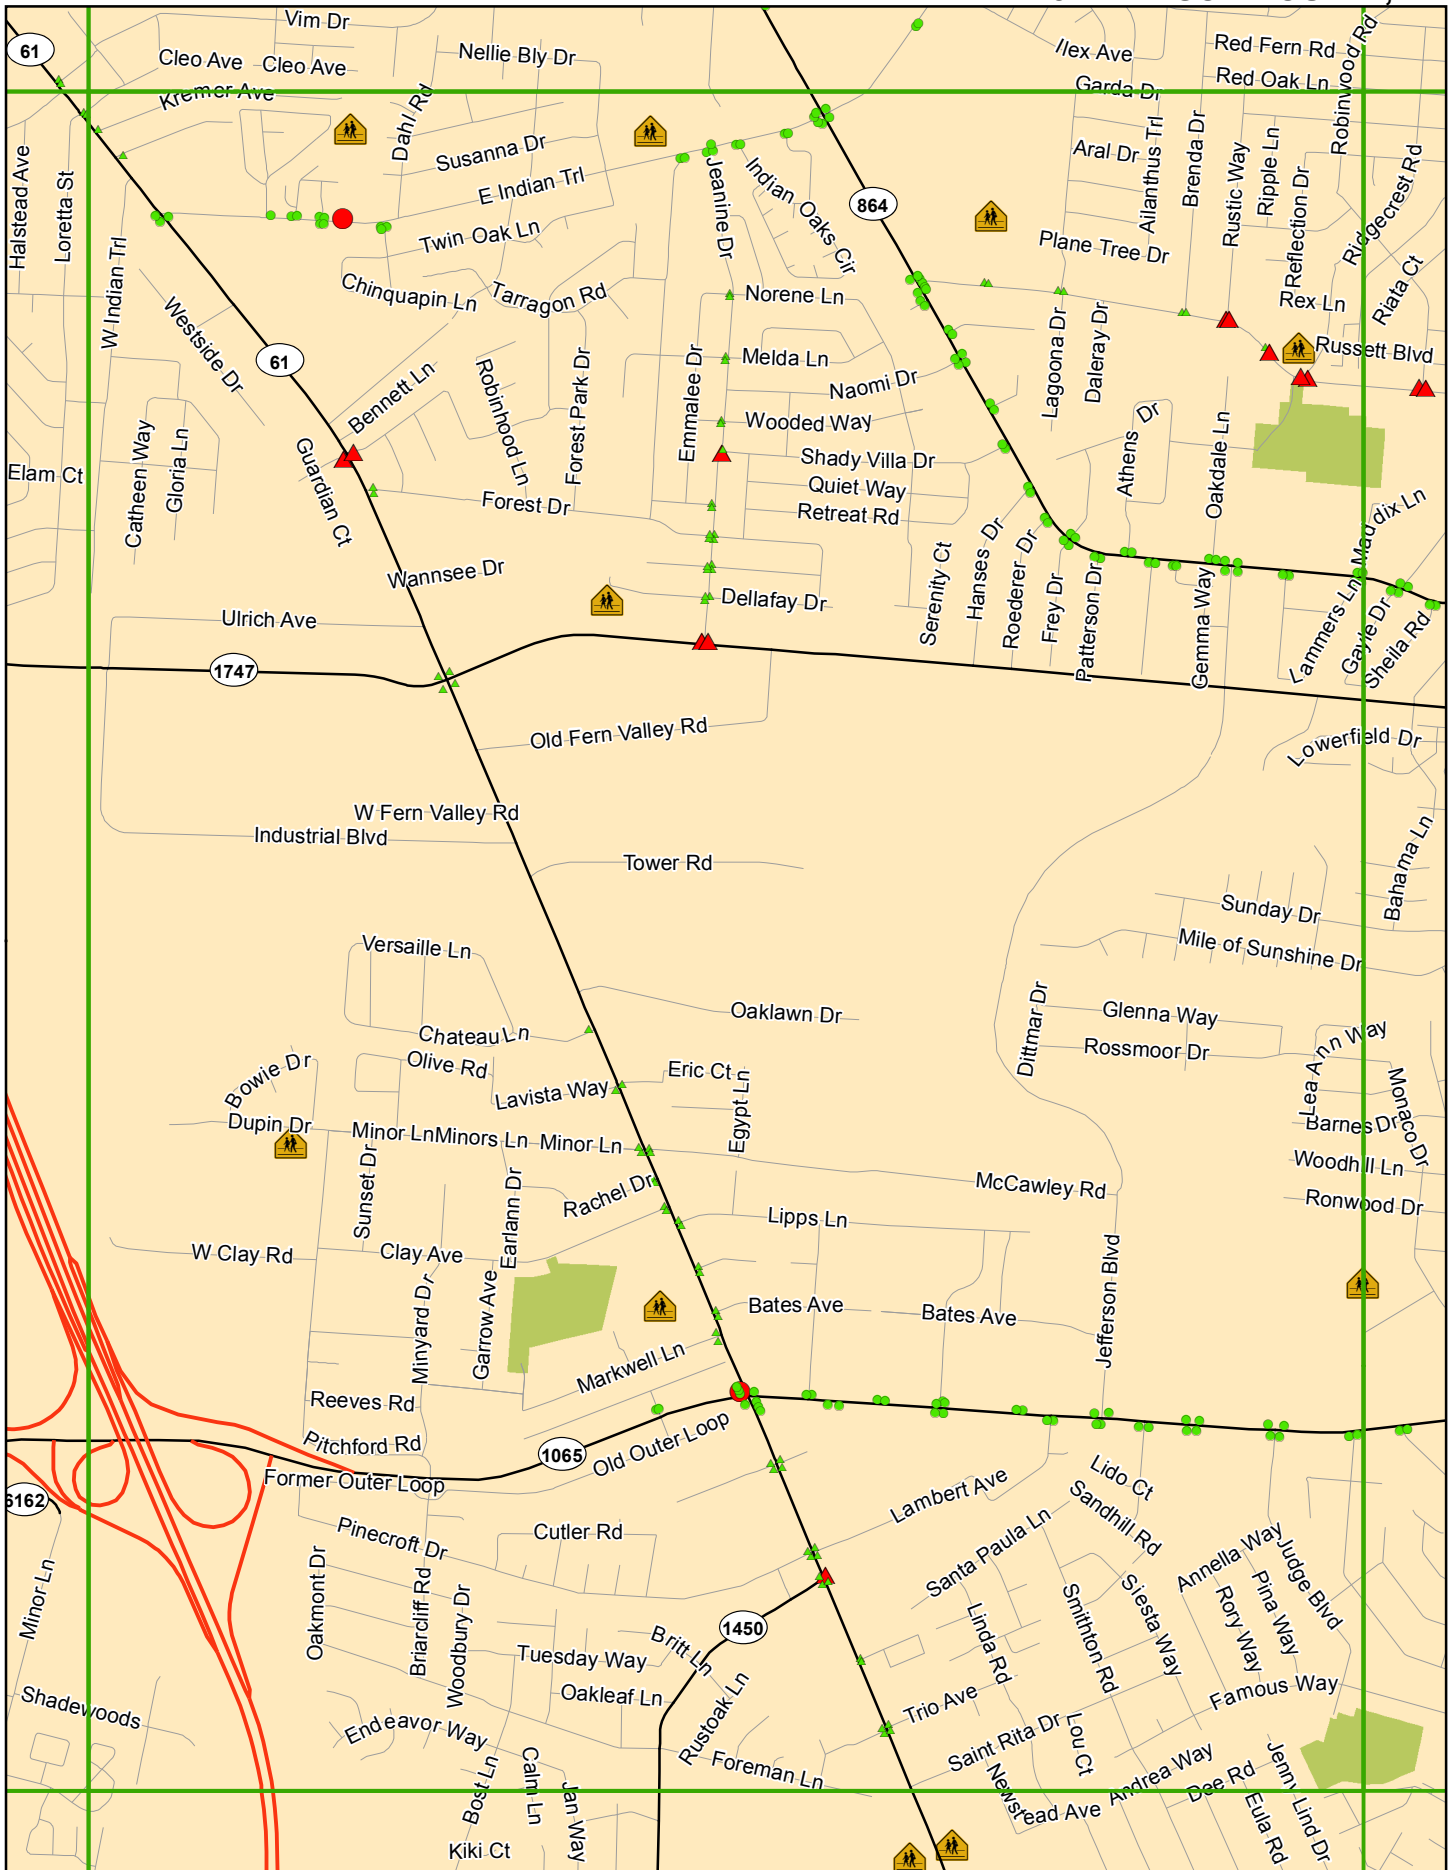 Vim Dr
61
Cleo Ave
Cleo Ave
Nellie Bly Dr
Ilex Ave
Red Fern Rd
Robinwood Rd
Kremer Ave
Garda Dr
Red Oak Ln
Dahl Rd
Susanna Dr
E Indian Trl
Aral Dr
Ailanthus Trl
Brenda Dr
Rustic Way
Ripple Ln
Reflection Dr
Ridgecrest Rd
Halstead Ave
Loretta St
W Indian Trl
Jeanine Dr
Indian Oaks Cir
864
Twin Oak Ln
Plane Tree Dr
Chinquapin Ln
Tarragon Rd
Norene Ln
Rex Ln
Riata Ct
Westside Dr
61
Melda Ln
Emmalee Dr
Naomi Dr
Lagoona Dr
Daleray Dr
Russett Blvd
Bennett Ln
Robinhood Ln
Forest Park Dr
Wooded Way
Athens Dr
Oakdale Ln
Catheen Way
Gloria Ln
Guardian Ct
Elam Ct
Shady Villa Dr
Quiet Way
Retreat Rd
Forest Dr
Maddix Ln
Wannsee Dr
Serenity Ct
Hanses Dr
Roederer Dr
Frey Dr
Patterson Dr
Gemma Way
Lammers Ln
Gayle Dr
Sheila Rd
Dellafay Dr
Ulrich Ave
1747
Old Fern Valley Rd
Lowerfield Dr
W Fern Valley Rd
Industrial Blvd
Tower Rd
Bahama Ln
Sunday Dr
Mile of Sunshine Dr
Versaille Ln
Oaklawn Dr
Dittmar Dr
Glenna Way
Rossmoor Dr
Lea Ann Way
Chateau Ln
Olive Rd
Bowie Dr
Lavista Way
Eric Ct
Egypt Ln
Monaco Dr
Dupin Dr
Minor Ln
Minors Ln
Minor Ln
Barnes Dr
Woodhill Ln
Sunset Dr
Earlann Dr
Rachel Dr
McCawley Rd
Ronwood Dr
Lipps Ln
W Clay Rd
Clay Ave
Jefferson Blvd
Minyard Dr
Garrow Ave
Bates Ave
Bates Ave
Markwell Ln
Reeves Rd
Pitchford Rd
1065
Old Outer Loop
Former Outer Loop
6162
Lambert Ave
Lido Ct
Sandhill Rd
Pinecroft Dr
Cutler Rd
Santa Paula Ln
Annella Way
Judge Blvd
Minor Ln
Oakmont Dr
Briarcliff Rd
Woodbury Dr
1450
Linda Rd
Smithton Rd
Siesta Way
Rory Way
Pina Way
Britt Ln
Tuesday Way
Oakleaf Ln
Rustoak Ln
Trio Ave
Famous Way
Shadewoods
Endeavor Way
Saint Rita Dr
Lou Ct
Foreman Ln
Andrea Way
Dee Rd
Jenny Lind Dr
Bost Ln
Calm Ln
Jan Way
Newstead Ave
Eula Rd
Kiki Ct